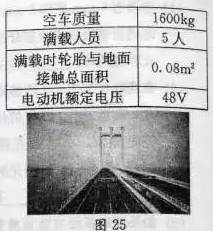 空车质量 1600kg
满载人员 5人
满载时轮胎与地面
接触总面积 0.08m²
电动机额定电压 48V
图 25